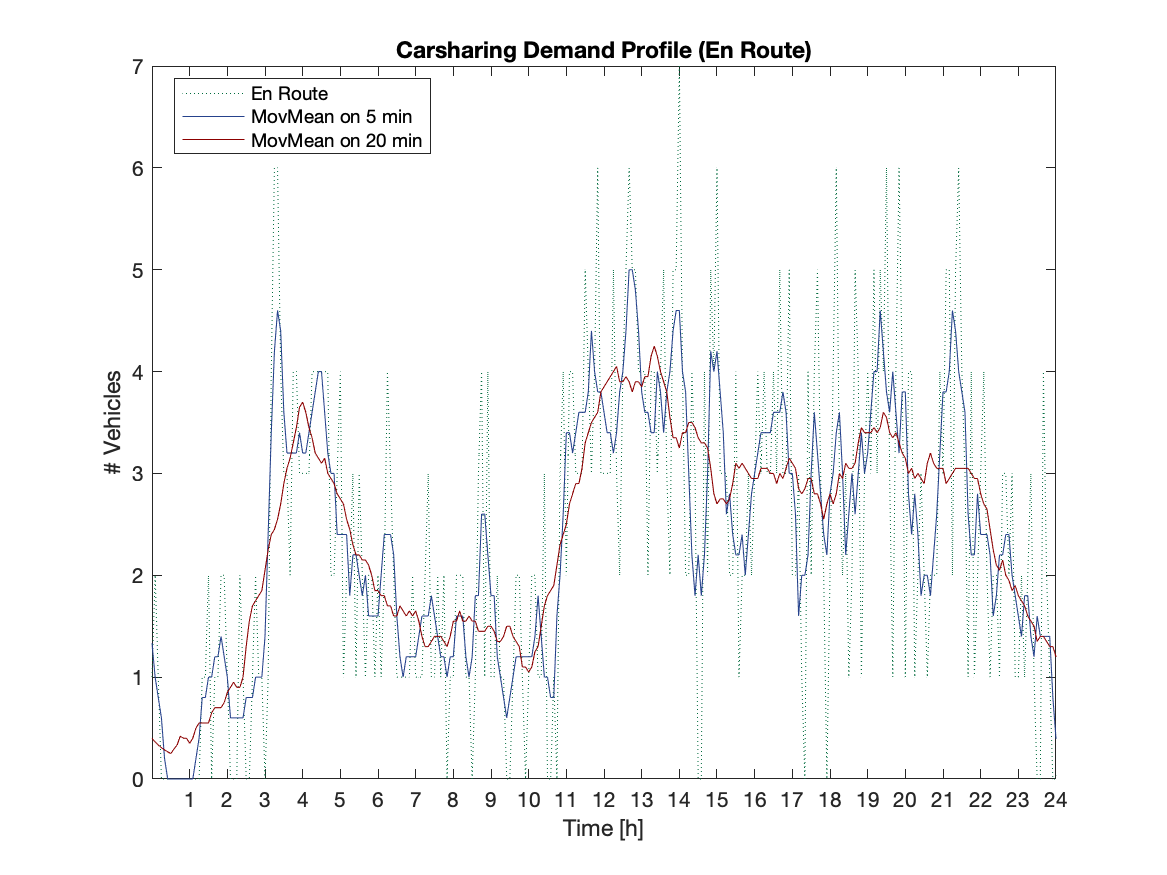 Carsharing Demand Profile (En Route)
7
En Route
MovMean on 5 min
MovMean on 20 min
6
5
4
# Vehicles
3
2
1
0
1 2 3 4 5 6 7 8 9 10 11 12 13 14 15 16 17 18 19 20 21 22 23 24
Time [h]